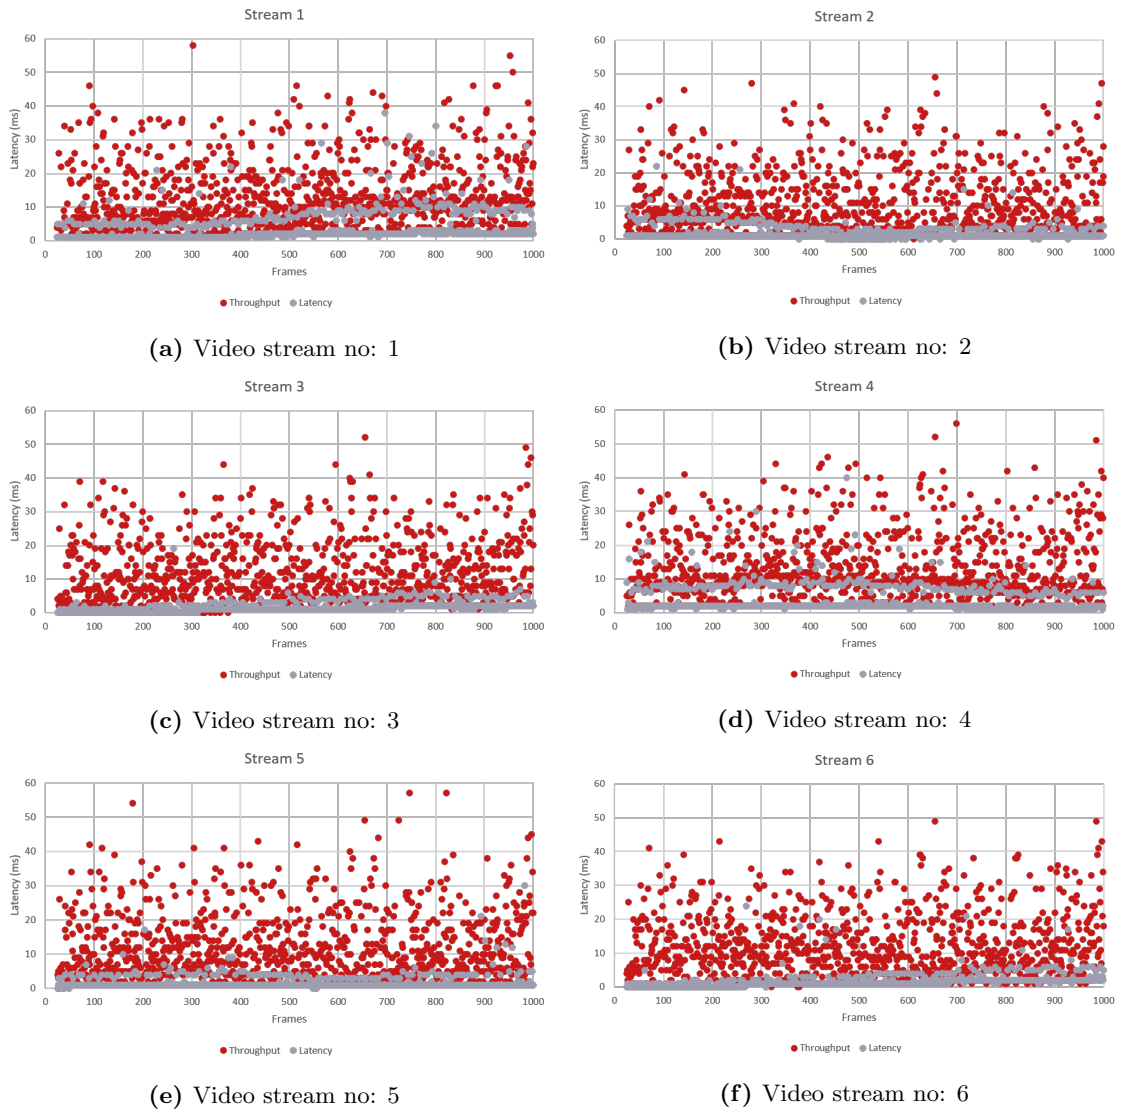 Stream 1
60
50
40
30
20
10
0
Latency (ms)
0 100 200 300 400 500 600 700 800 900 1000
Frames
Throughput Latency
(a) Video stream no: 1
Stream 2
60
50
40
30
20
10
0
Latency (ms)
0 100 200 300 400 500 600 700 800 900 1000
Frames
Throughput Latency
(b) Video stream no: 2
Stream 3
60
50
40
30
20
10
0
Latency (ms)
0 100 200 300 400 500 600 700 800 900 1000
Frames
Throughput Latency
(c) Video stream no: 3
Stream 4
60
50
40
30
20
10
0
Latency (ms)
0 100 200 300 400 500 600 700 800 900 1000
Frames
Throughput Latency
(d) Video stream no: 4
Stream 5
60
50
40
30
20
10
0
Latency (ms)
0 100 200 300 400 500 600 700 800 900 1000
Frames
Throughput Latency
(e) Video stream no: 5
Stream 6
60
50
40
30
20
10
0
Latency (ms)
0 100 200 300 400 500 600 700 800 900 1000
Frames
Throughput Latency
(f) Video stream no: 6